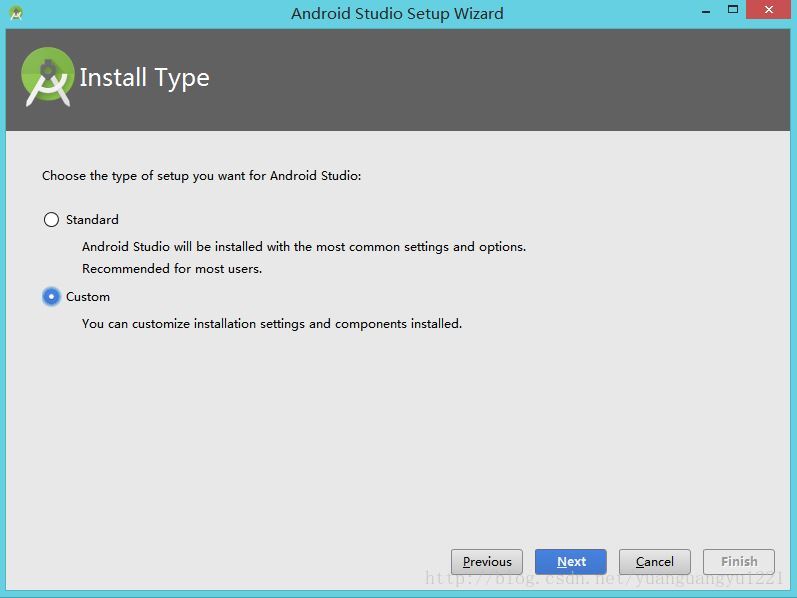 Android Studio Setup Wizard
Install Type
Choose the type of setup you want for Android Studio:
Standard
Android Studio will be installed with the most common settings and options.
Recommended for most users.
Custom
You can customize installation settings and components installed.
Previous Next Cancel Finish
http://blog.csdn.net/yuanguangyu1221